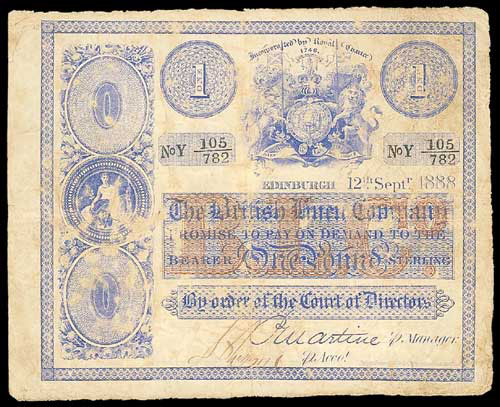 Incorporated by Royal Charter
1746.
1 1
No Y 105/782 No Y 105/782
EDINBURGH 12th Septr. 1888
The British Linen Company
PROMISE TO PAY ON DEMAND TO THE
BEARER One Pound STERLING
By order of the Court of Directors
P Martine p. Manager
p. Acct.